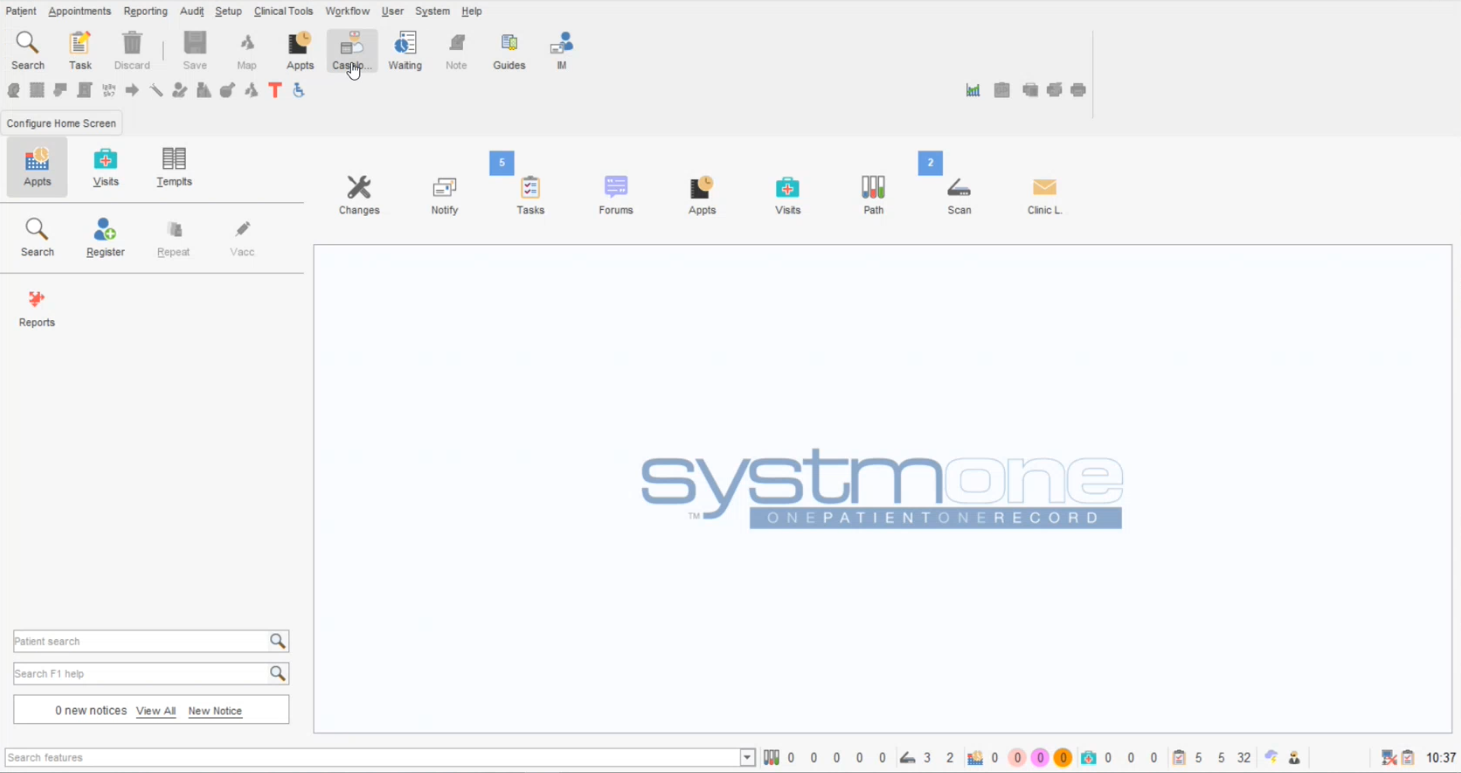 Patient Appointments Reporting Audit Setup Clinical Tools Workflow User System Help
Search Task Discard Save Map Appts Caselo... Waiting Note Guides IM
Configure Home Screen
Appts Visits Templts
5 2
Changes Notify Tasks Forums Appts Visits Path Scan Clinic L.
Search Register Repeat Vacc
Reports
systmone
TM ONEPATIENTONERECORD
Patient search
Search F1 help
0 new notices View All New Notice
Search features 0 0 0 0 0 3 2 0 0 0 0 0 0 0 5 5 32 10:37